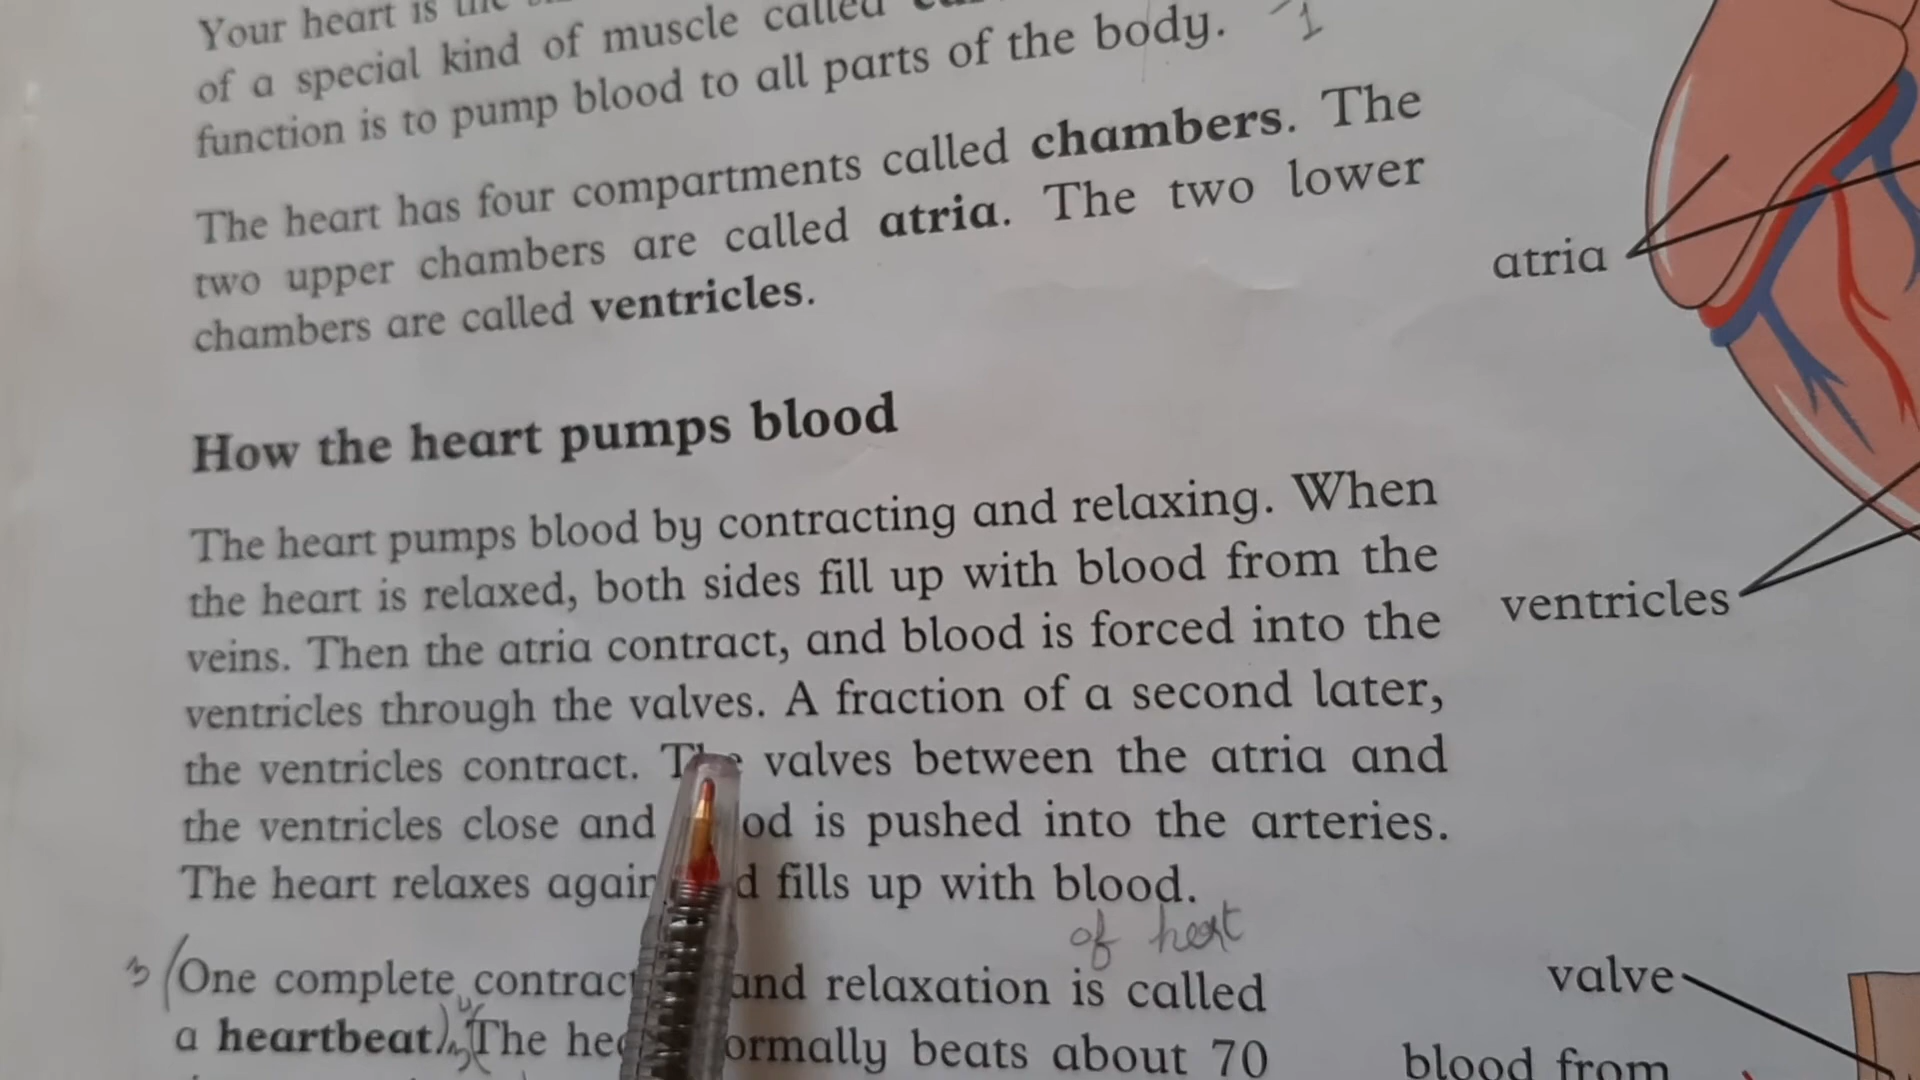 Your heart is the
of a special kind of muscle called
function is to pump blood to all parts of the body.
1
The heart has four compartments called chambers. The
two upper chambers are called atria. The two lower
chambers are called ventricles.
atria
How the heart pumps blood
The heart pumps blood by contracting and relaxing. When
the heart is relaxed, both sides fill up with blood from the
veins. Then the atria contract, and blood is forced into the
ventricles through the valves. A fraction of a second later,
the ventricles contract. The valves between the atria and
the ventricles close and is pushed into the arteries.
The heart relaxes again fills up with blood.
ventricles
of heart
3 (One complete contract and relaxation is called
a heartbeat.) The normally beats about 70
valve
blood from